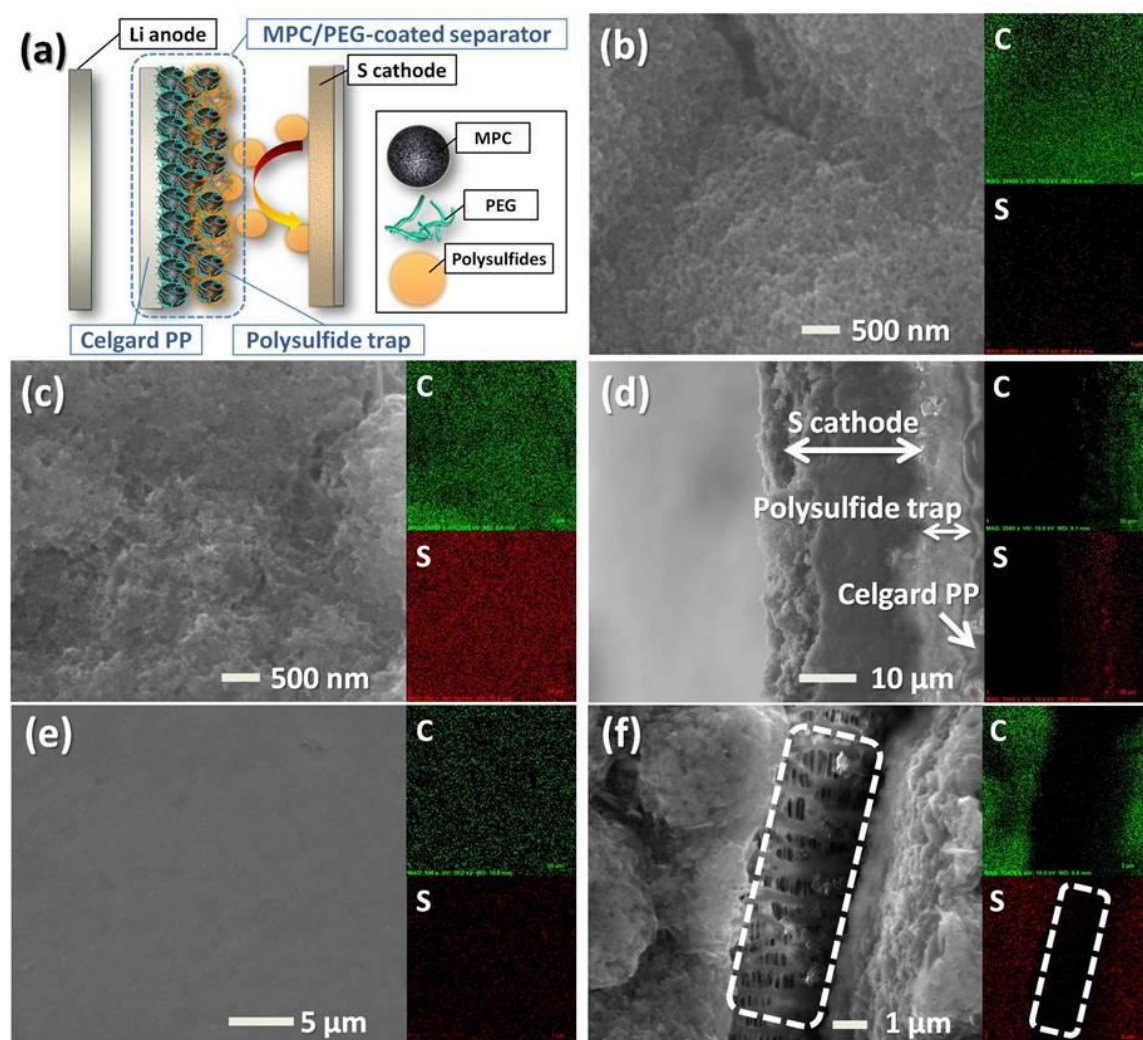 (a)
Li anode
MPC/PEG-coated separator
S cathode
MPC
PEG
Polysulfides
Celgard PP
Polysulfide trap
(b)
500 nm
C
S
(c)
500 nm
C
S
(d)
S cathode
Polysulfide trap
Celgard PP
10 µm
C
S
(e)
5 µm
C
S
(f)
1 µm
C
S